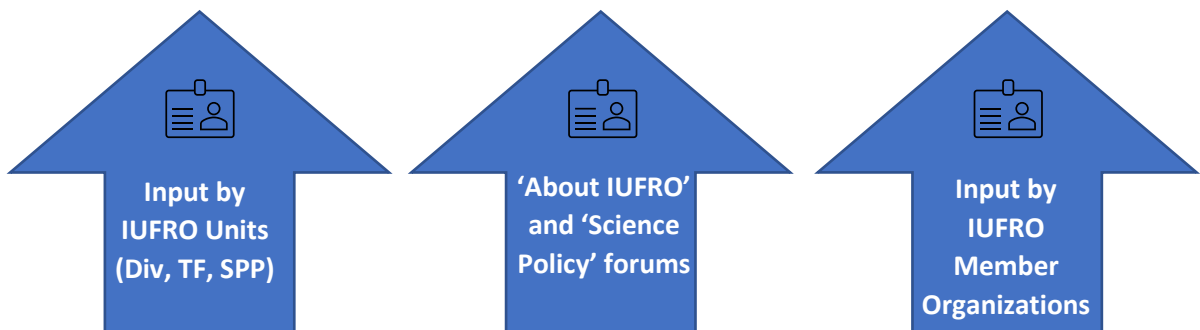 Input by
IUFRO Units
(Div, TF, SPP)
‘About IUFRO’
and ‘Science
Policy’ forums
Input by
IUFRO
Member
Organizations